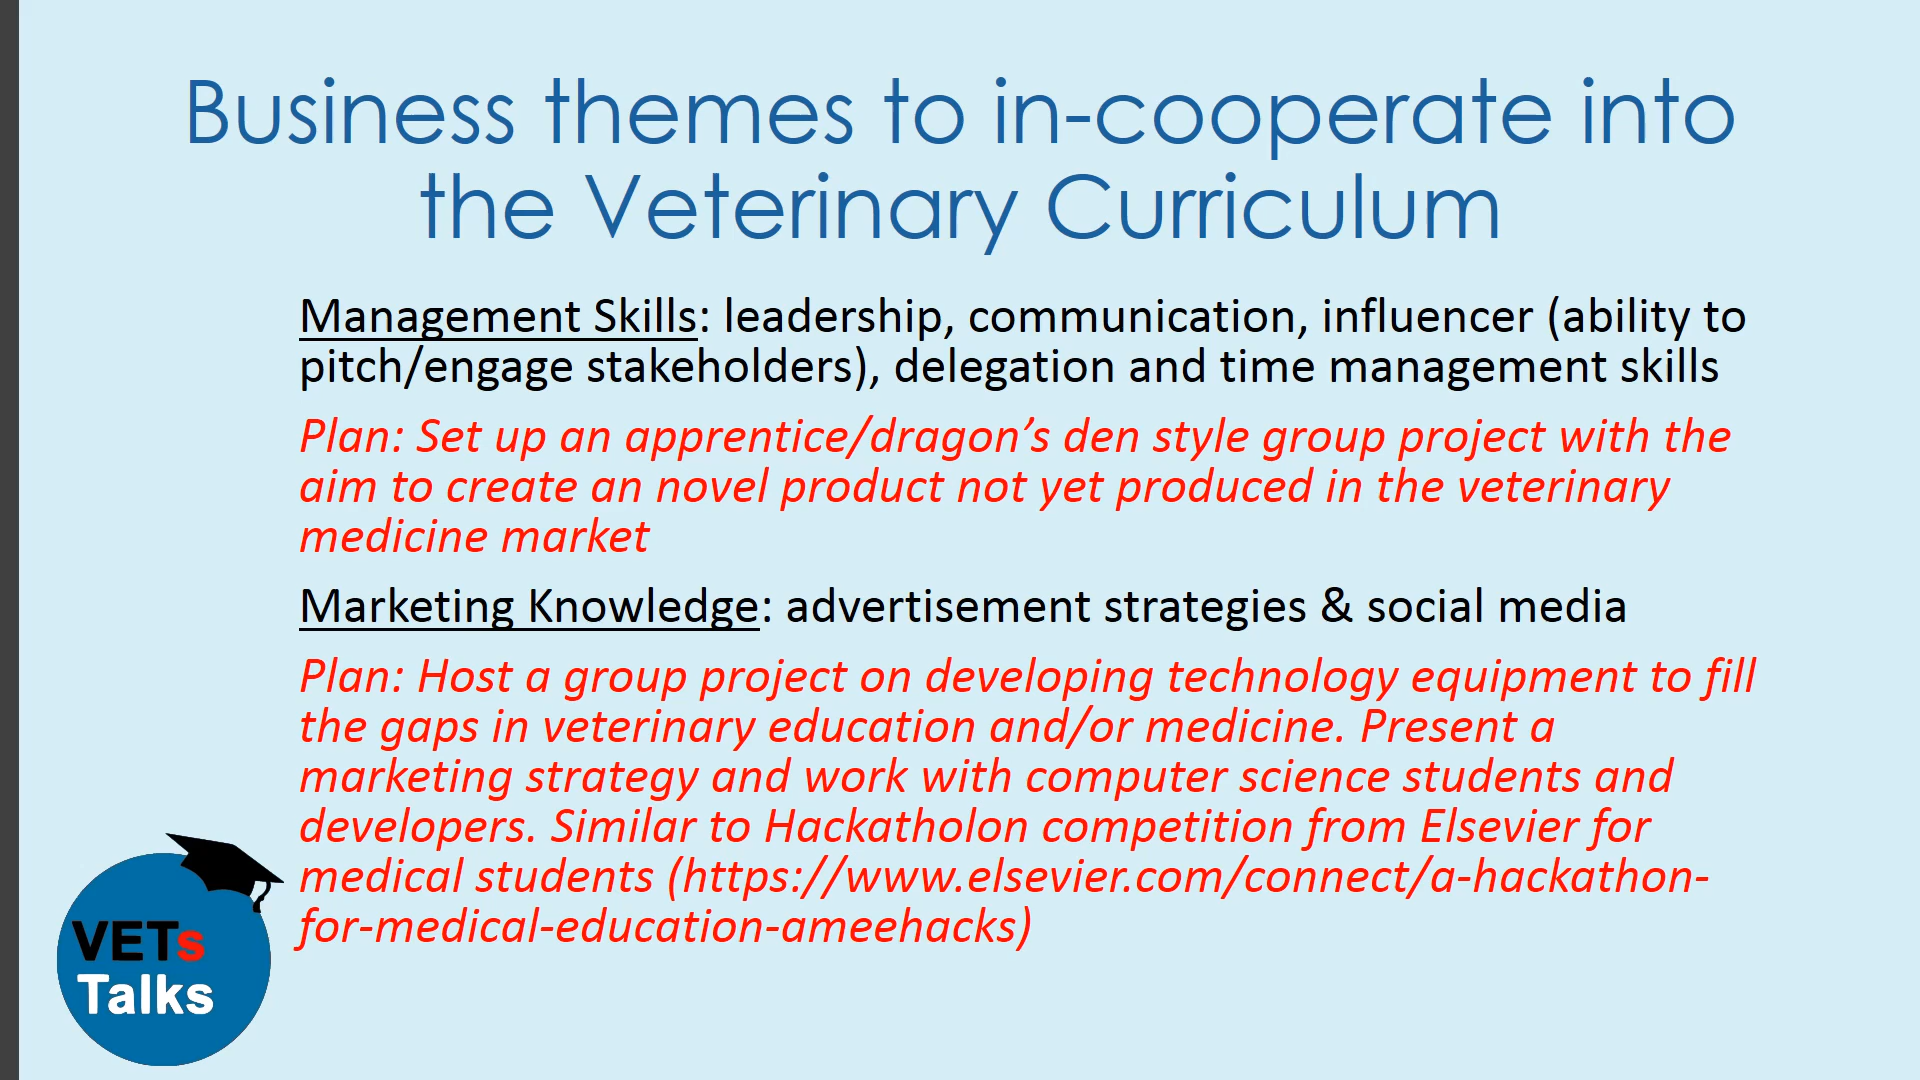 Business themes to in-cooperate into
the Veterinary Curriculum
Management Skills: leadership, communication, influencer (ability to
pitch/engage stakeholders), delegation and time management skills
Plan: Set up an apprentice/dragon’s den style group project with the
aim to create an novel product not yet produced in the veterinary
medicine market
Marketing Knowledge: advertisement strategies & social media
Plan: Host a group project on developing technology equipment to fill
the gaps in veterinary education and/or medicine. Present a
marketing strategy and work with computer science students and
developers. Similar to Hackatholon competition from Elsevier for
medical students (https://www.elsevier.com/connect/a-hackathon-
for-medical-education-ameehacks)
VETs
Talks